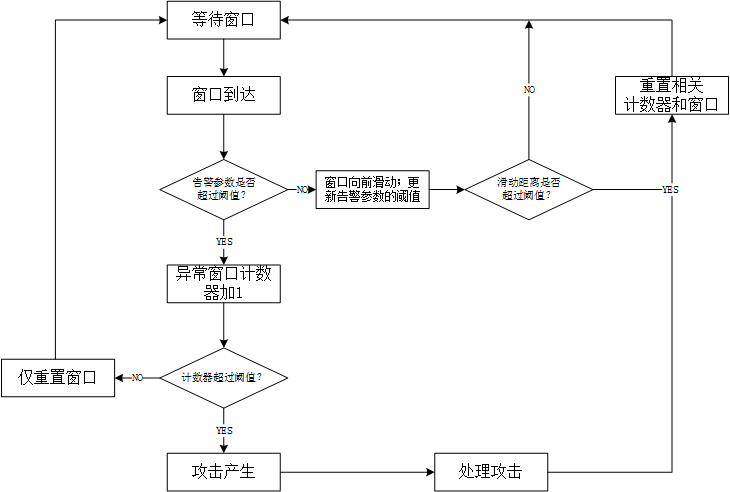 等待窗口
窗口到达
重置相关
计数器和窗口
NO
告警参数是否
超过阈值?
NO
窗口向前滑动；更
新告警参数的阈值
滑动距离是否
超过阈值?
YES
YES
异常窗口计数
器加1
仅重置窗口
NO
计数器超过阈值?
YES
攻击产生
处理攻击